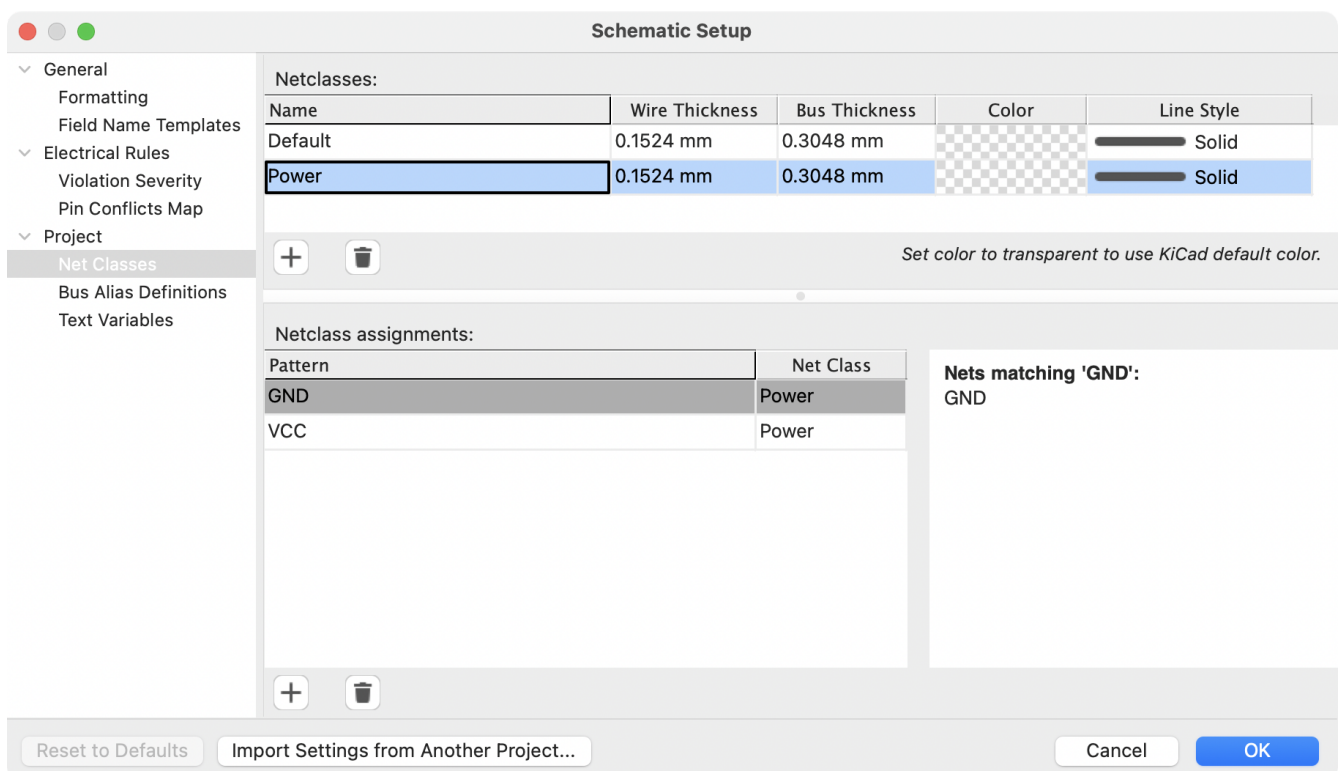 Schematic Setup
General
Formatting
Field Name Templates
Electrical Rules
Violation Severity
Pin Conflicts Map
Project
Net Classes
Bus Alias Definitions
Text Variables
Netclasses:
Name Wire Thickness Bus Thickness Color Line Style
Default 0.1524 mm 0.3048 mm Solid
Power 0.1524 mm 0.3048 mm Solid
Set color to transparent to use KiCad default color.
Netclass assignments:
Pattern Net Class
GND Power
VCC Power
Nets matching 'GND':
GND
Reset to Defaults Import Settings from Another Project... Cancel OK